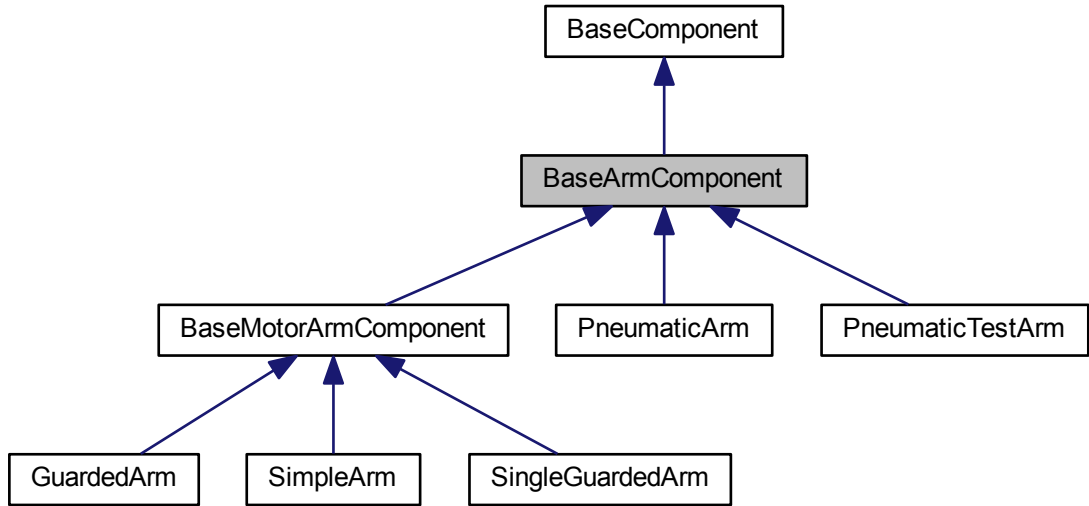 BaseComponent
BaseArmComponent
BaseMotorArmComponent
PneumaticArm
PneumaticTestArm
GuardedArm
SimpleArm
SingleGuardedArm